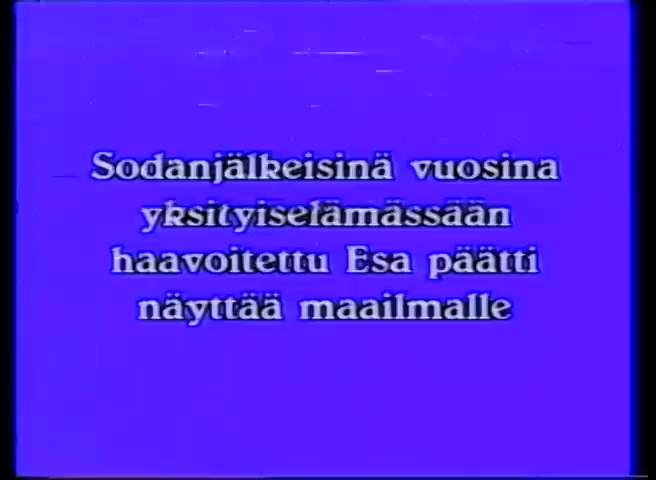 Sodanjälkeisinä vuosina
yksityiselämässään
haavoitettu Esa päätti
näyttää maailmalle